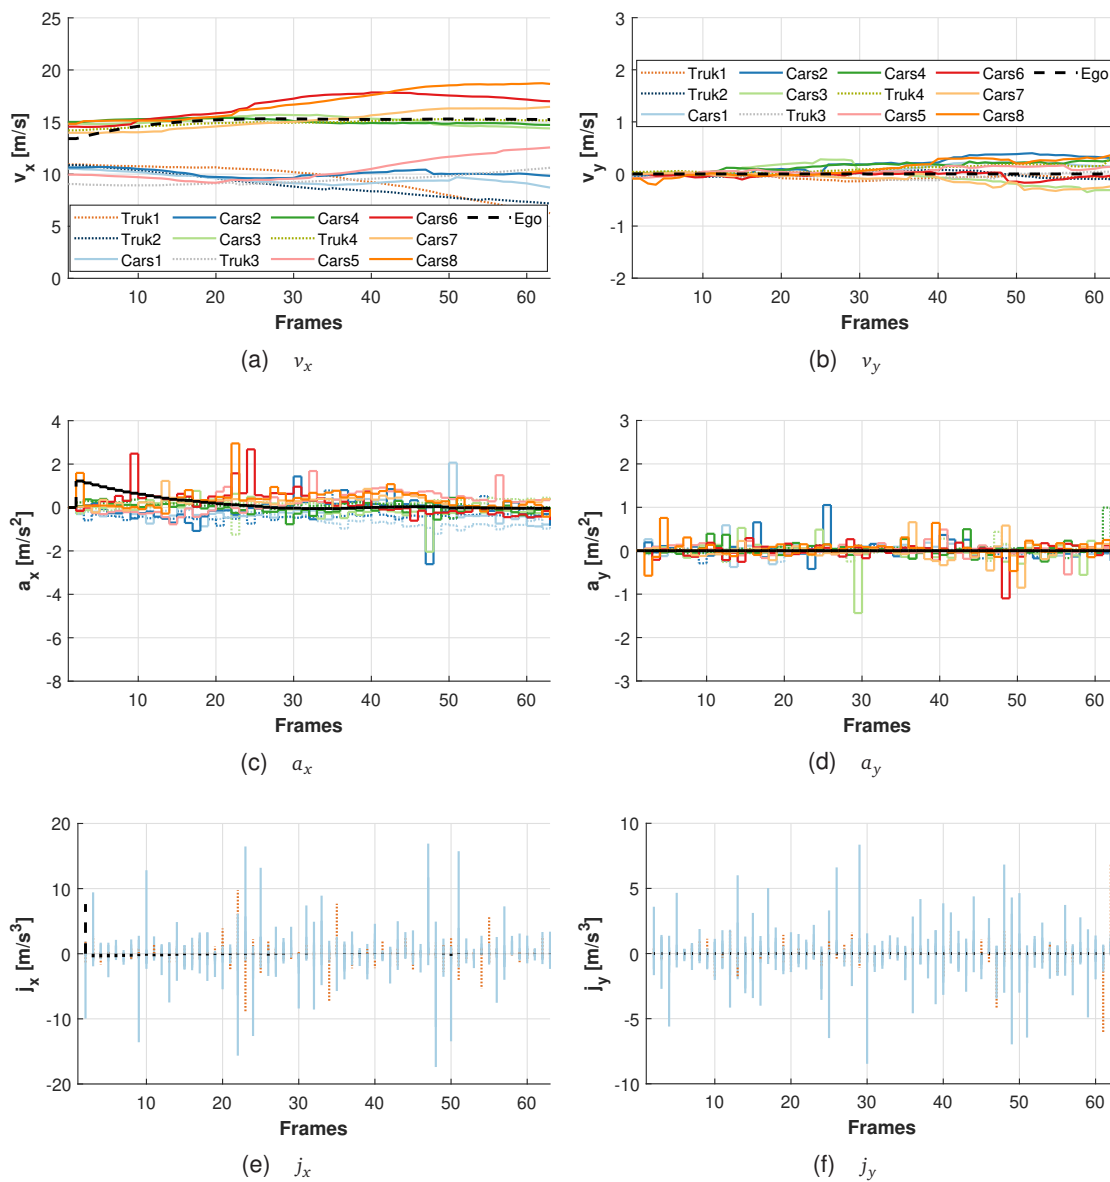 25
20
15
10
5
0
v_x [m/s]
Truk1 Cars2 Cars4 Cars6 Ego
Truk2 Cars3 Truk4 Cars7
Cars1 Truk3 Cars5 Cars8
10 20 30 40 50 60
Frames
(a) v_x
3
2
1
0
-1
-2
v_y [m/s]
Truk1 Cars2 Cars4 Cars6 Ego
Truk2 Cars3 Truk4 Cars7
Cars1 Truk3 Cars5 Cars8
10 20 30 40 50 60
Frames
(b) v_y
4
2
0
-2
-4
-6
-8
a_x [m/s²]
10 20 30 40 50 60
Frames
(c) a_x
3
2
1
0
-1
-2
-3
a_y [m/s²]
10 20 30 40 50 60
Frames
(d) a_y
20
10
0
-10
-20
j_x [m/s³]
10 20 30 40 50 60
Frames
(e) j_x
10
5
0
-5
-10
j_y [m/s³]
10 20 30 40 50 60
Frames
(f) j_y